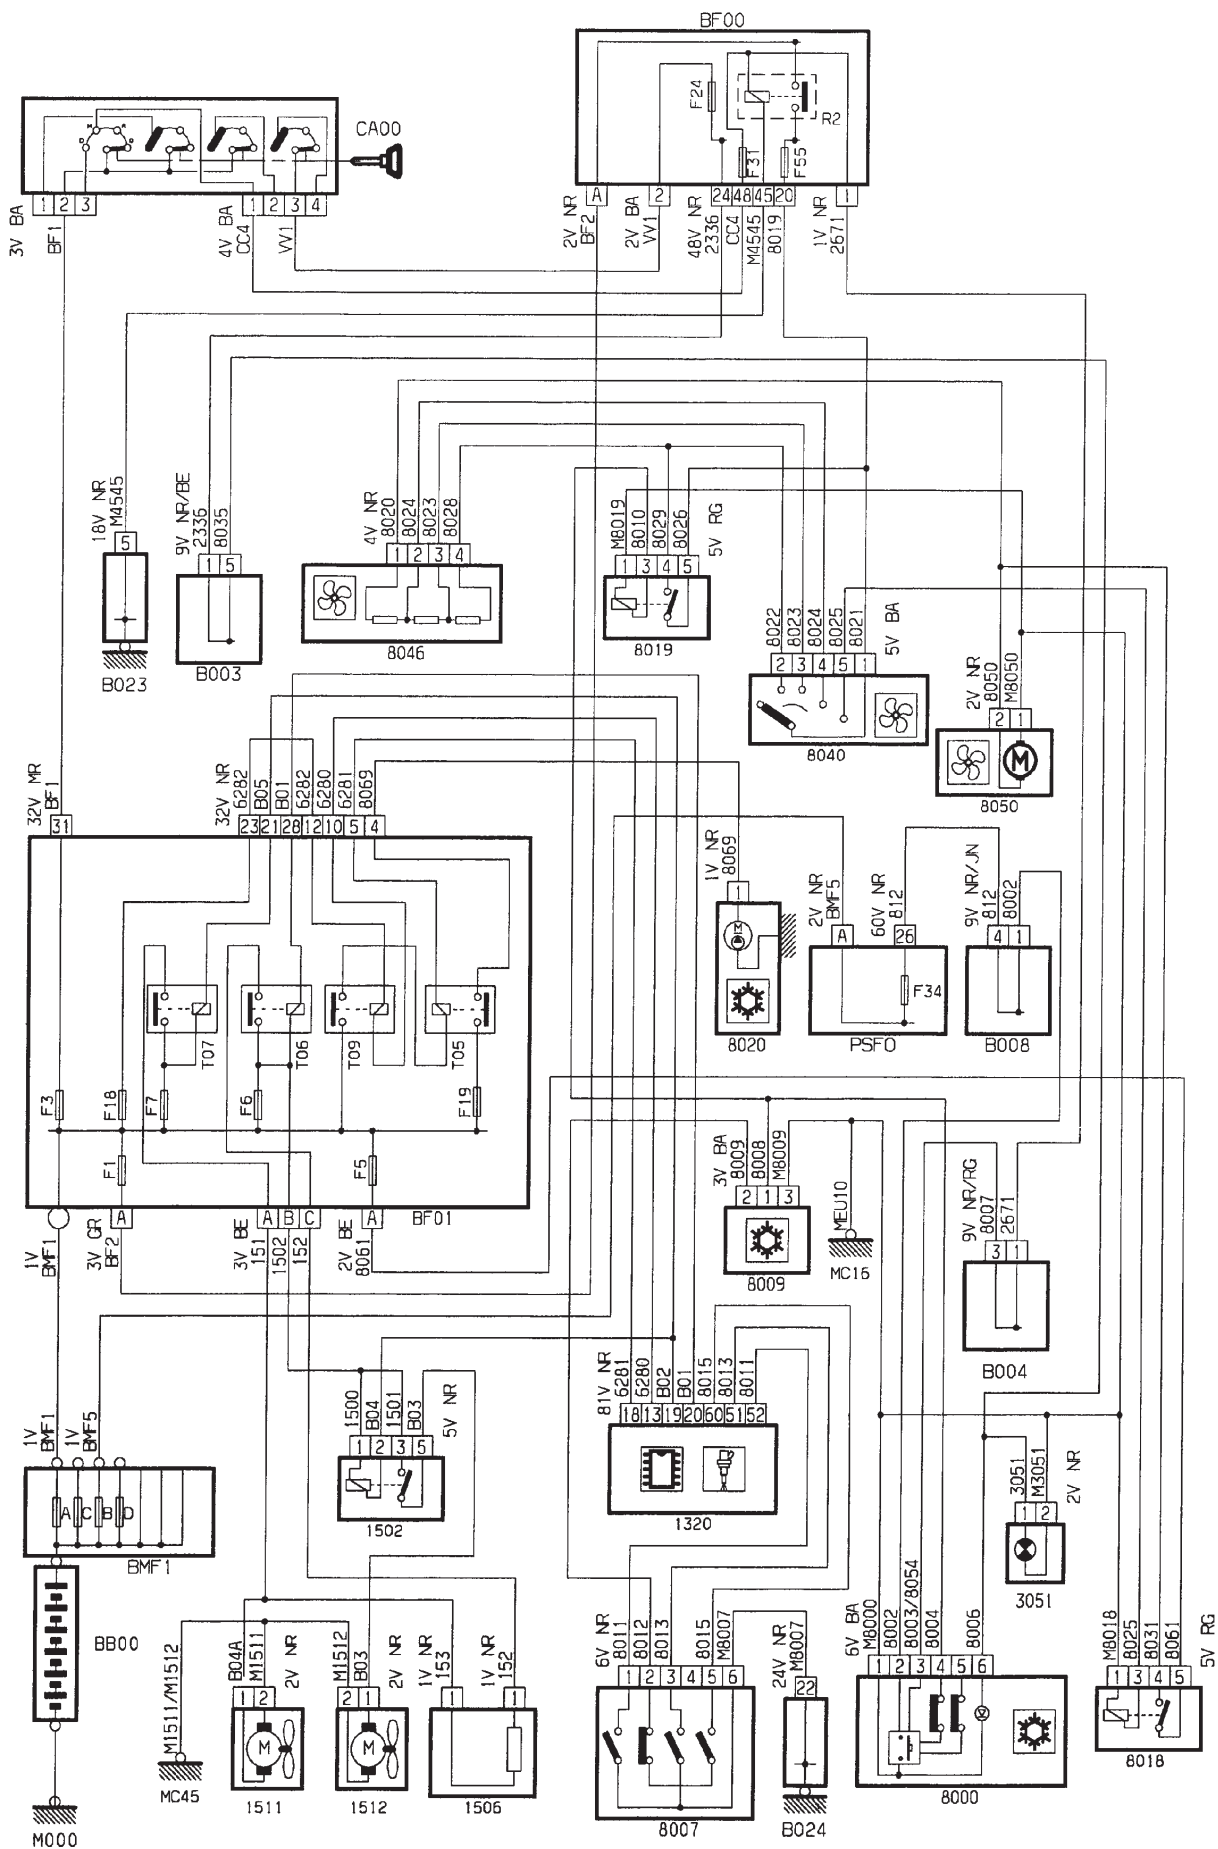 BF00
F24
R2
F31
F55
CA00
1 2 3
1 2 3 4
A 2 24 48 45 20 1
3V BA
BF1
4V BA
CC4
VV1
2V NR
BF2
2V BA
VV1
48V NR
2336
CC4
M4545
8019
1V NR
2671
18V NR
M4545
5
B023
9V NR/BE
2336
8035
1 5
B003
4V NR
8020
8024
8023
8028
1 2 3 4
8046
M8019
8010
8029
8026
5V RG
1 3 4 5
8019
8022
8023
8024
8025
8021
5V BA
2 3 4 5 1
8040
2V NR
8050
M8050
2 1
M
8050
32V MR
BF1
31
32V NR
6282
B05
B01
6282
6280
6281
8069
23 21 28 12 10 5 4
T07
T06
T09
T05
F3
F18
F7
F6
F19
F1
F5
BF01
A
A B C
A
1V
BMF1
3V GR
BF2
3V BE
151
1502
152
2V BE
8061
1V NR
8069
1
M
8020
2V NR
BMF5
60V NR
812
A
26
F34
PSF0
9V NR/JN
812
8002
4 1
B008
3V BA
8009
8008
M8009
2 1 3
8009
MEU10
MC16
9V NR/RG
8007
2671
3 1
B004
1V
BMF1
1V
BMF5
A C B D
BMF1
BB00
M000
1500
B04
1501
B03
5V NR
1 2 3 5
1502
81V NR
6281
6280
B02
B01
8015
8013
8011
18 13 19 20 60 51 52
1320
3051
M3051
2V NR
1 2
3051
M1511/M1512
MC45
B04A
M1511
2V NR
1 2
M
1511
M1512
B03
2V NR
2 1
M
1512
1V NR
153
1V NR
152
1
1
1506
6V NR
8011
8012
8013
8015
M8007
1 2 3 4 5 6
8007
24V NR
M8007
22
B024
6V BA
M8000
8002
8003/8054
8004
8006
1 2 3 4 5 6
8000
M8018
8025
8031
8061
5V RG
1 3 4 5
8018